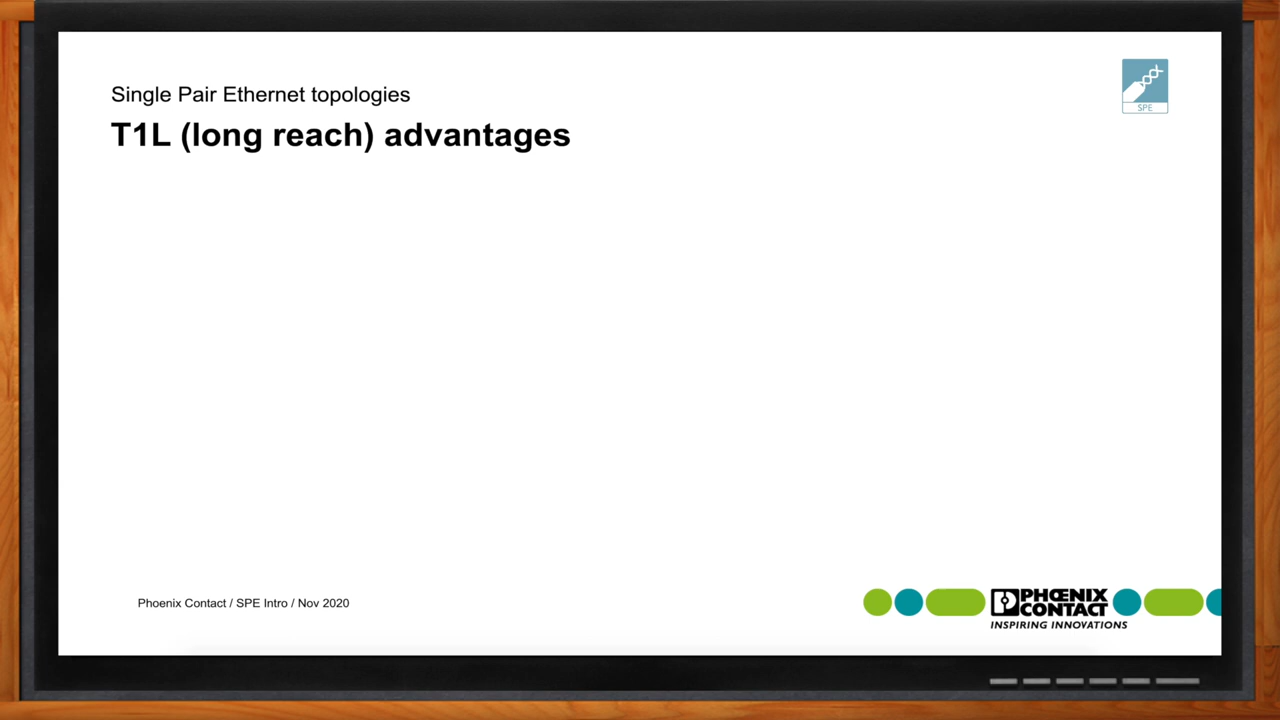 Single Pair Ethernet topologies
T1L (long reach) advantages
SPE
Phoenix Contact / SPE Intro / Nov 2020
PHŒNIX
CONTACT
INSPIRING INNOVATIONS